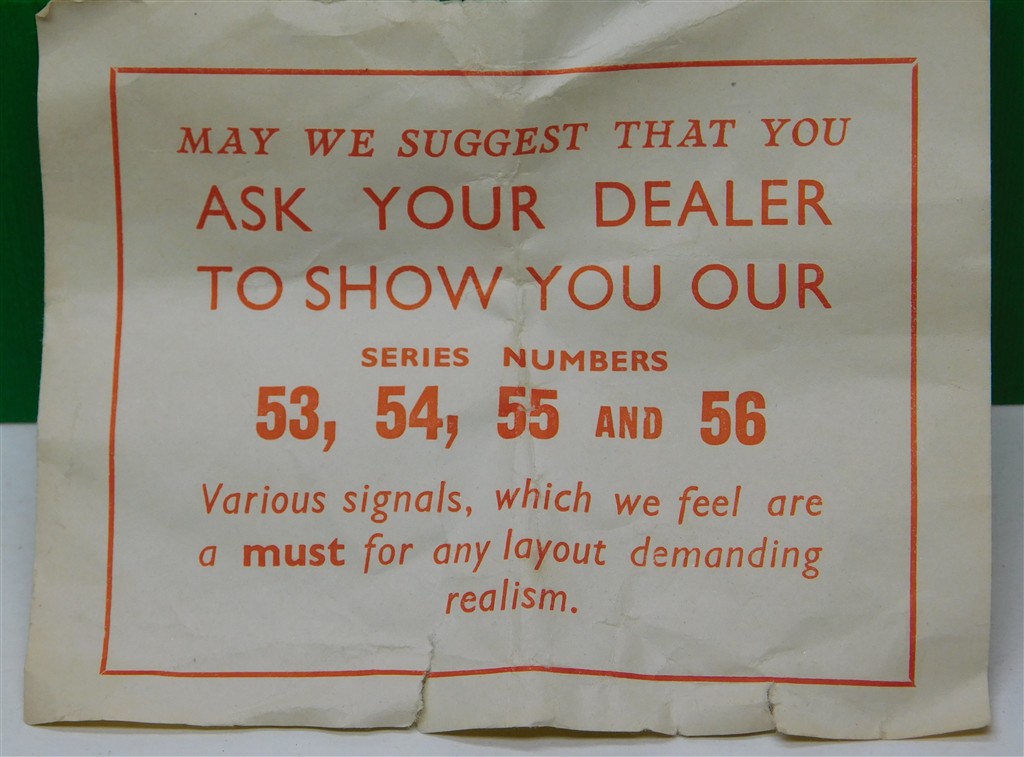 MAY WE SUGGEST THAT YOU
ASK YOUR DEALER
TO SHOW YOU OUR
SERIES NUMBERS
53, 54, 55 AND 56
Various signals, which we feel are
a must for any layout demanding
realism.